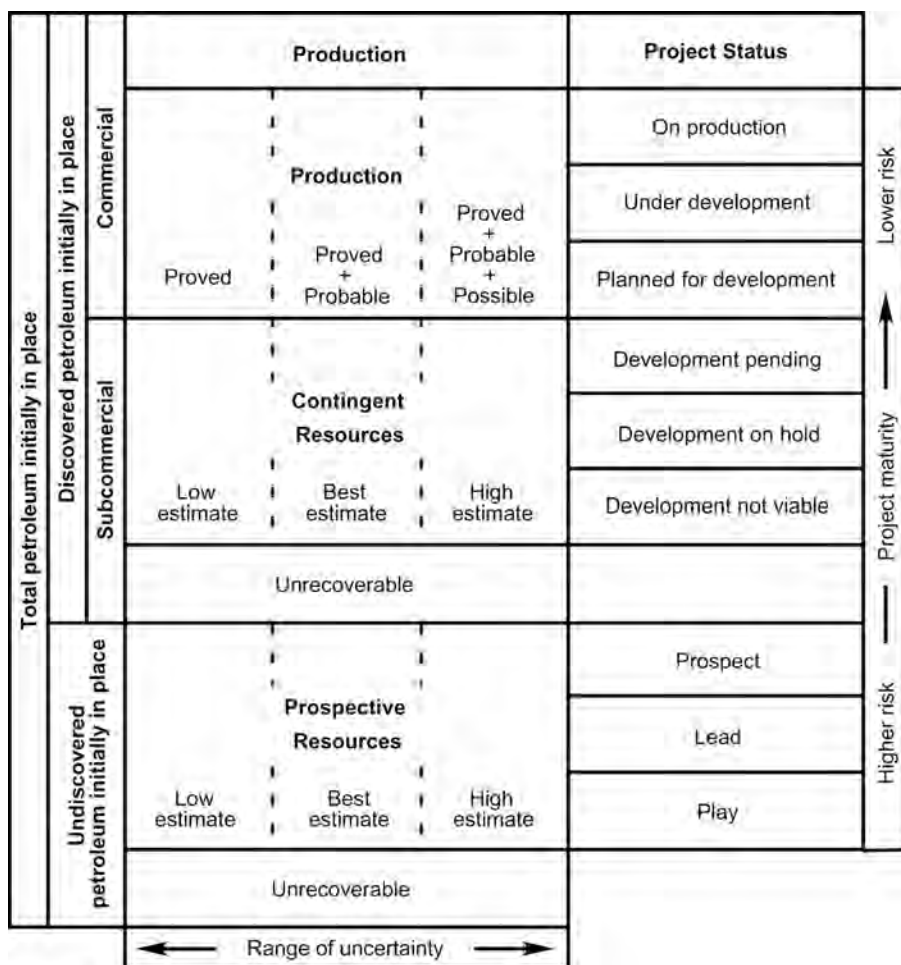 Production
Project Status
Total petroleum initially in place
Discovered petroleum initially in place
Commercial
Production
Proved
Proved
+
Probable
Proved
+
Probable
+
Possible
On production
Under development
Planned for development
Subcommercial
Contingent
Resources
Low
estimate
Best
estimate
High
estimate
Development pending
Development on hold
Development not viable
Unrecoverable
Undiscovered
petroleum initially in place
Prospective
Resources
Low
estimate
Best
estimate
High
estimate
Prospect
Lead
Play
Unrecoverable
Lower risk
Project maturity
Higher risk
Range of uncertainty